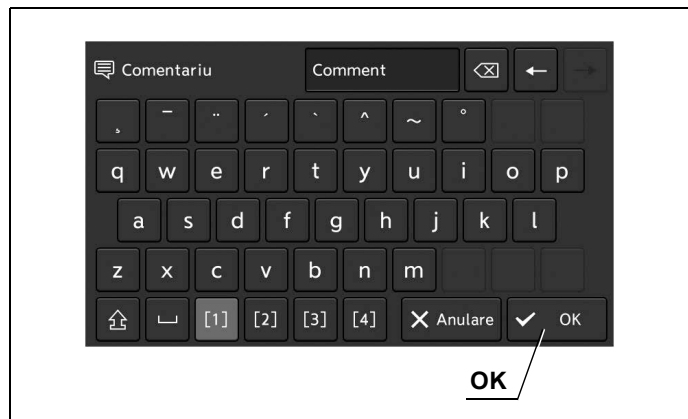 Comentariu Comment
¸ ¯ ¨ ´ ` ^ ~ °
q w e r t y u i o p
a s d f g h j k l
z x c v b n m
[1] [2] [3] [4] Anulare OK
OK